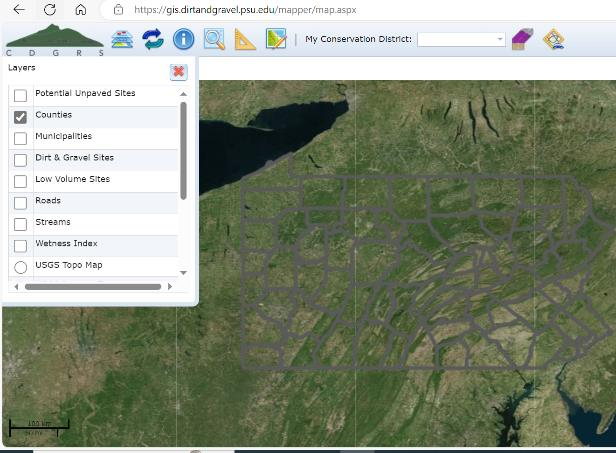 https://gis.dirtandgravel.psu.edu/mapper/map.aspx
C D G R S
My Conservation District:
Layers
Potential Unpaved Sites
Counties
Municipalities
Dirt & Gravel Sites
Low Volume Sites
Roads
Streams
Wetness Index
USGS Topo Map
100 km